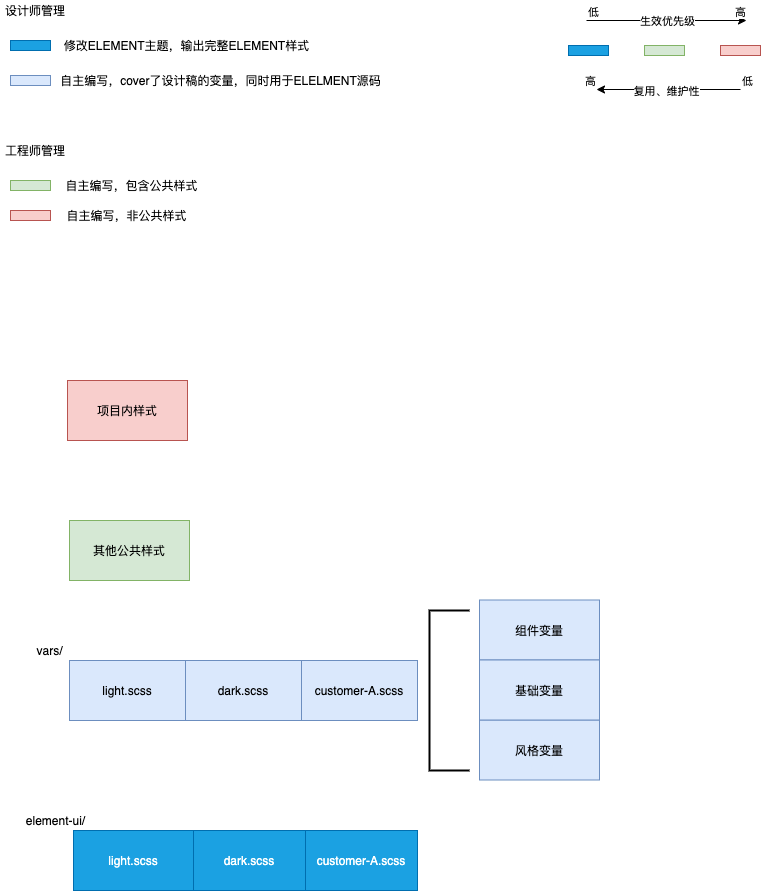 设计师管理
修改ELEMENT主题，输出完整ELEMENT样式
自主编写，cover了设计稿的变量，同时用于ELELMENT源码
低
高
生效优先级
高
低
复用、维护性
工程师管理
自主编写，包含公共样式
自主编写，非公共样式
项目内样式
其他公共样式
vars/
light.scss
dark.scss
customer-A.scss
组件变量
基础变量
风格变量
element-ui/
light.scss
dark.scss
customer-A.scss